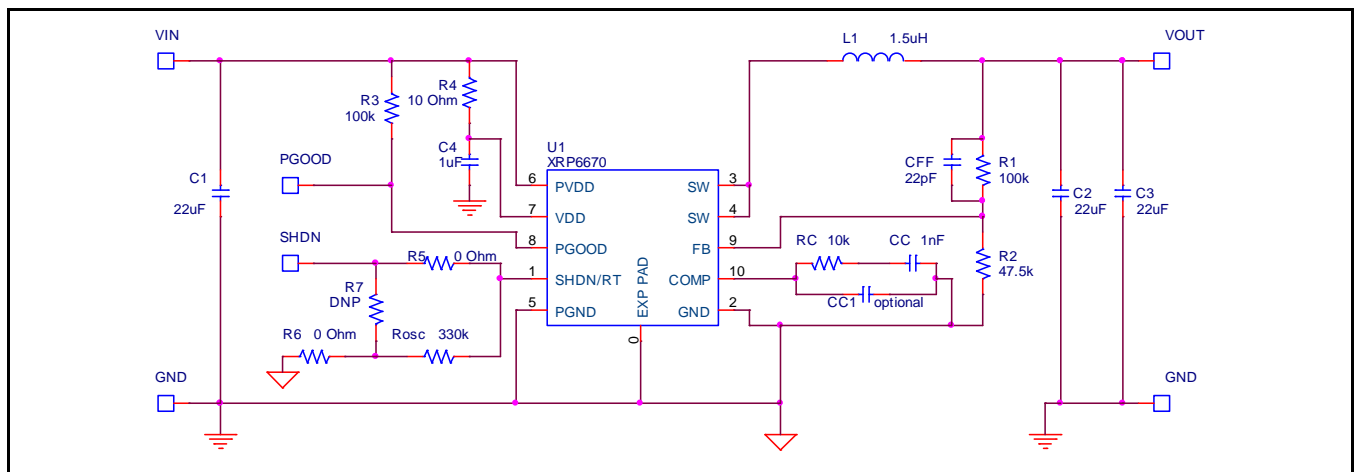 VIN
L1 1.5uH
VOUT
R3
100k
R4
10 Ohm
C4
1uF
U1
XRP6670
CFF
22pF
R1
100k
PGOOD
C1
22uF
6 PVDD
SW 3
C2
22uF
C3
22uF
7 VDD
SW 4
8 PGOOD
FB 9
SHDN
R5 0 Ohm
RC 10k
CC 1nF
R2
47.5k
1 SHDN/RT
COMP 10
R7
DNP
CC1 optional
5 PGND
EXP PAD
GND 2
R6 0 Ohm
Rosc 330k
0
GND
GND